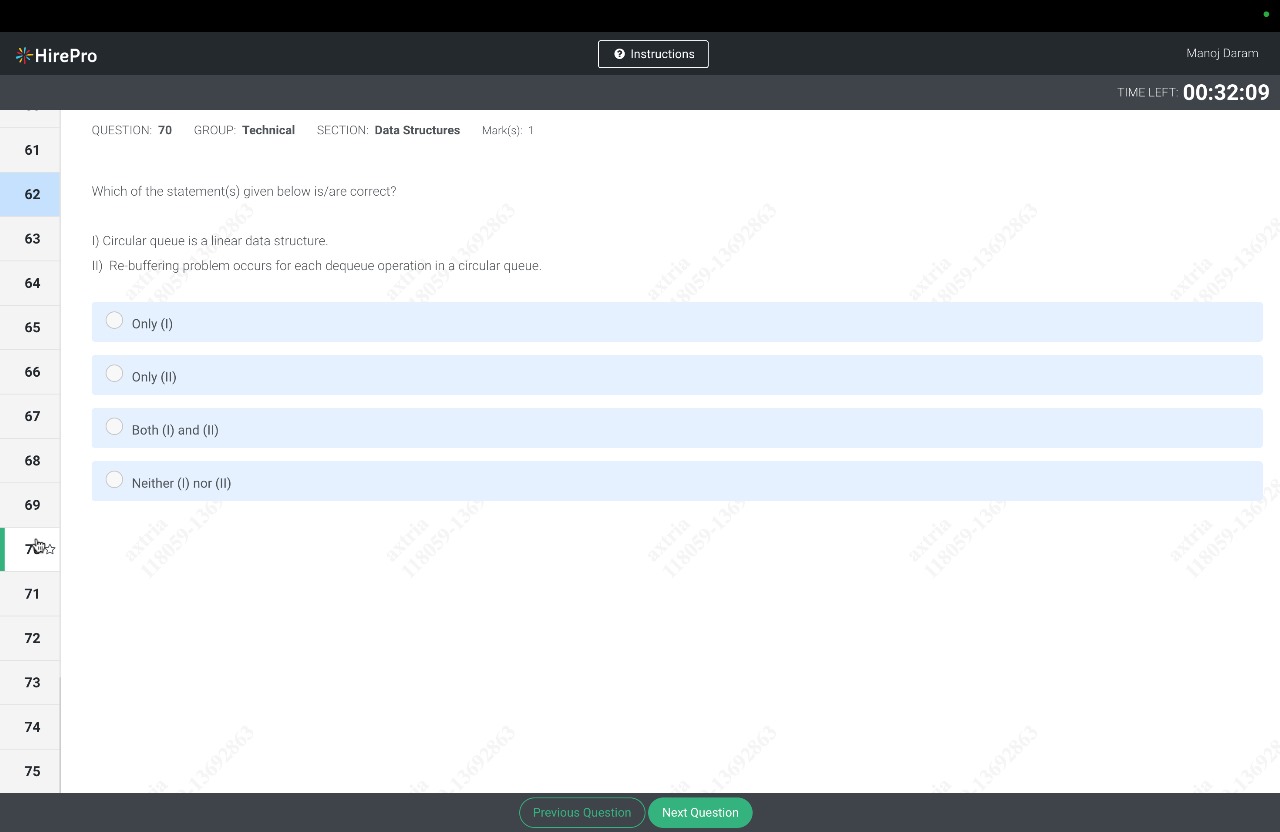 HirePro
Instructions
Manoj Daram
TIME LEFT: 00:32:09
QUESTION: 70 GROUP: Technical SECTION: Data Structures Mark(s): 1
61
62
63
64
65
66
67
68
69
71
72
73
74
75
Which of the statement(s) given below is/are correct?
I) Circular queue is a linear data structure.
II) Re-buffering problem occurs for each dequeue operation in a circular queue.
Only (I)
Only (II)
Both (I) and (II)
Neither (I) nor (II)
axtria
118059-13692863
Previous Question
Next Question